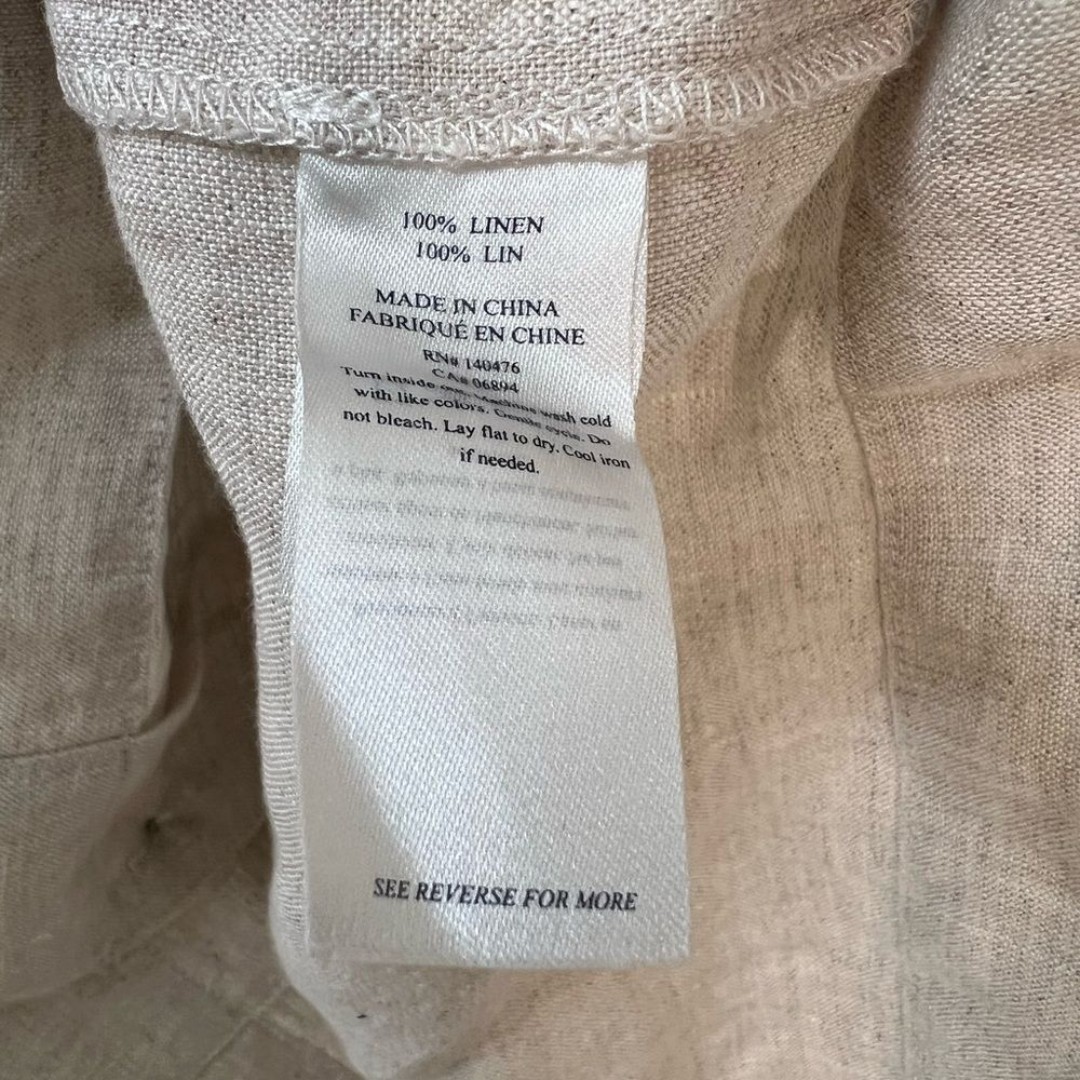 100% LINEN
100% LIN
MADE IN CHINA
FABRIQUÉ EN CHINE
RN# 140476
CA# 06894
Turn inside out. Machine wash cold
with like colors. Gentle cycle. Do
not bleach. Lay flat to dry. Cool iron
if needed.
SEE REVERSE FOR MORE